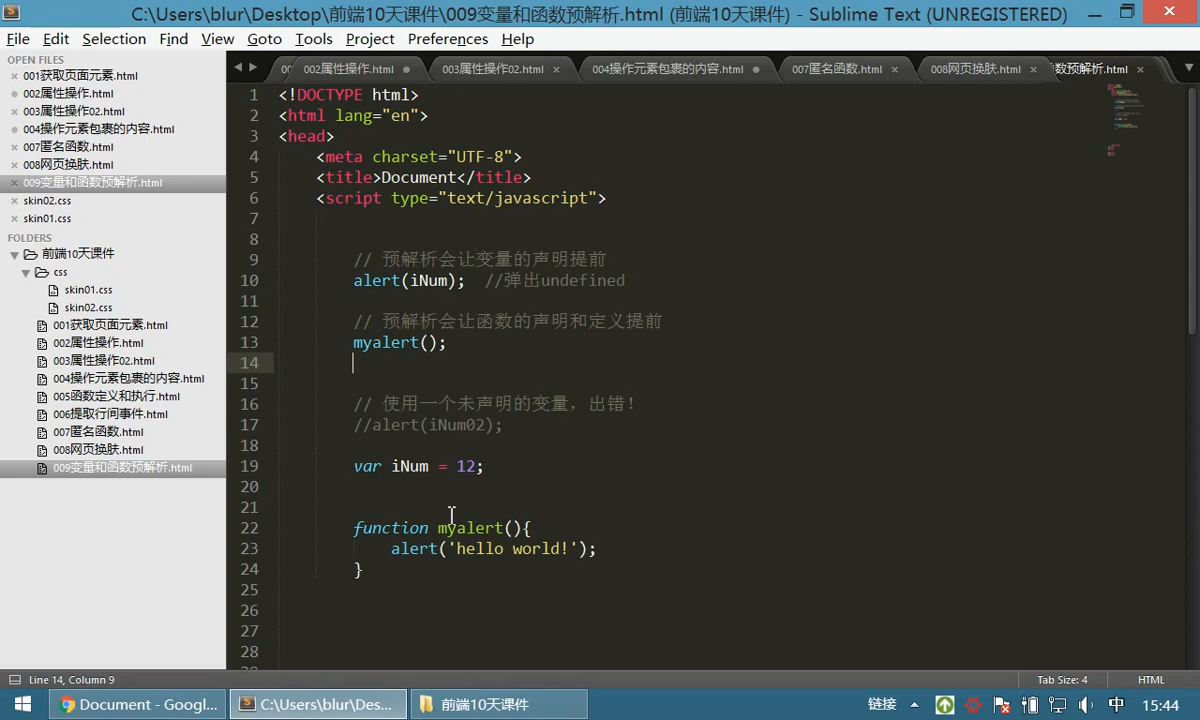 C:\Users\blur\Desktop\前端10天课件\009变量和函数预解析.html (前端10天课件) - Sublime Text (UNREGISTERED)
File Edit Selection Find View Goto Tools Project Preferences Help
OPEN FILES
001获取页面元素.html
002属性操作.html
003属性操作02.html
004操作元素包裹的内容.html
007匿名函数.html
008网页换肤.html
009变量和函数预解析.html
skin02.css
skin01.css
FOLDERS
前端10天课件
css
skin01.css
skin02.css
001获取页面元素.html
002属性操作.html
003属性操作02.html
004操作元素包裹的内容.html
005函数定义和执行.html
006提取行间事件.html
007匿名函数.html
008网页换肤.html
009变量和函数预解析.html
00 002属性操作.html 003属性操作02.html 004操作元素包裹的内容.html 007匿名函数.html 008网页换肤.html 数预解析.html
1 <!DOCTYPE html>
2 <html lang="en">
3 <head>
4 <meta charset="UTF-8">
5 <title>Document</title>
6 <script type="text/javascript">
7
8
9 // 预解析会让变量的声明提前
10 alert(iNum); //弹出undefined
11
12 // 预解析会让函数的声明和定义提前
13 myalert();
14
15
16 // 使用一个未声明的变量，出错！
17 //alert(iNum02);
18
19 var iNum = 12;
20
21
22 function myalert(){
23 alert('hello world!');
24 }
25
26
27
28
Line 14, Column 9 Tab Size: 4 HTML
Document - Googl... C:\Users\blur\Des... 前端10天课件 链接 中 15:44